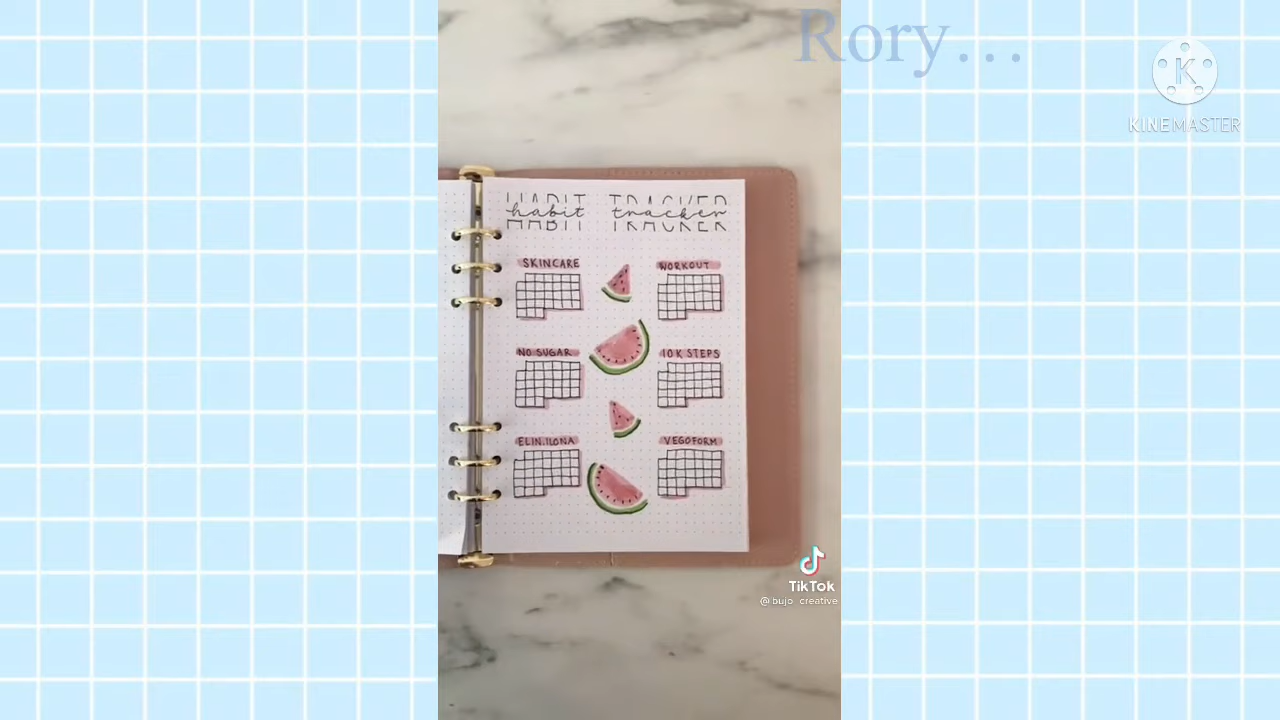 Rory...
KINEMASTER
HABIT TRACKER
habit tracker
SKINCARE
WORKOUT
NO SUGAR
10K STEPS
ELIN.ILONA
VEGOFORM
TikTok
@bujo_creative